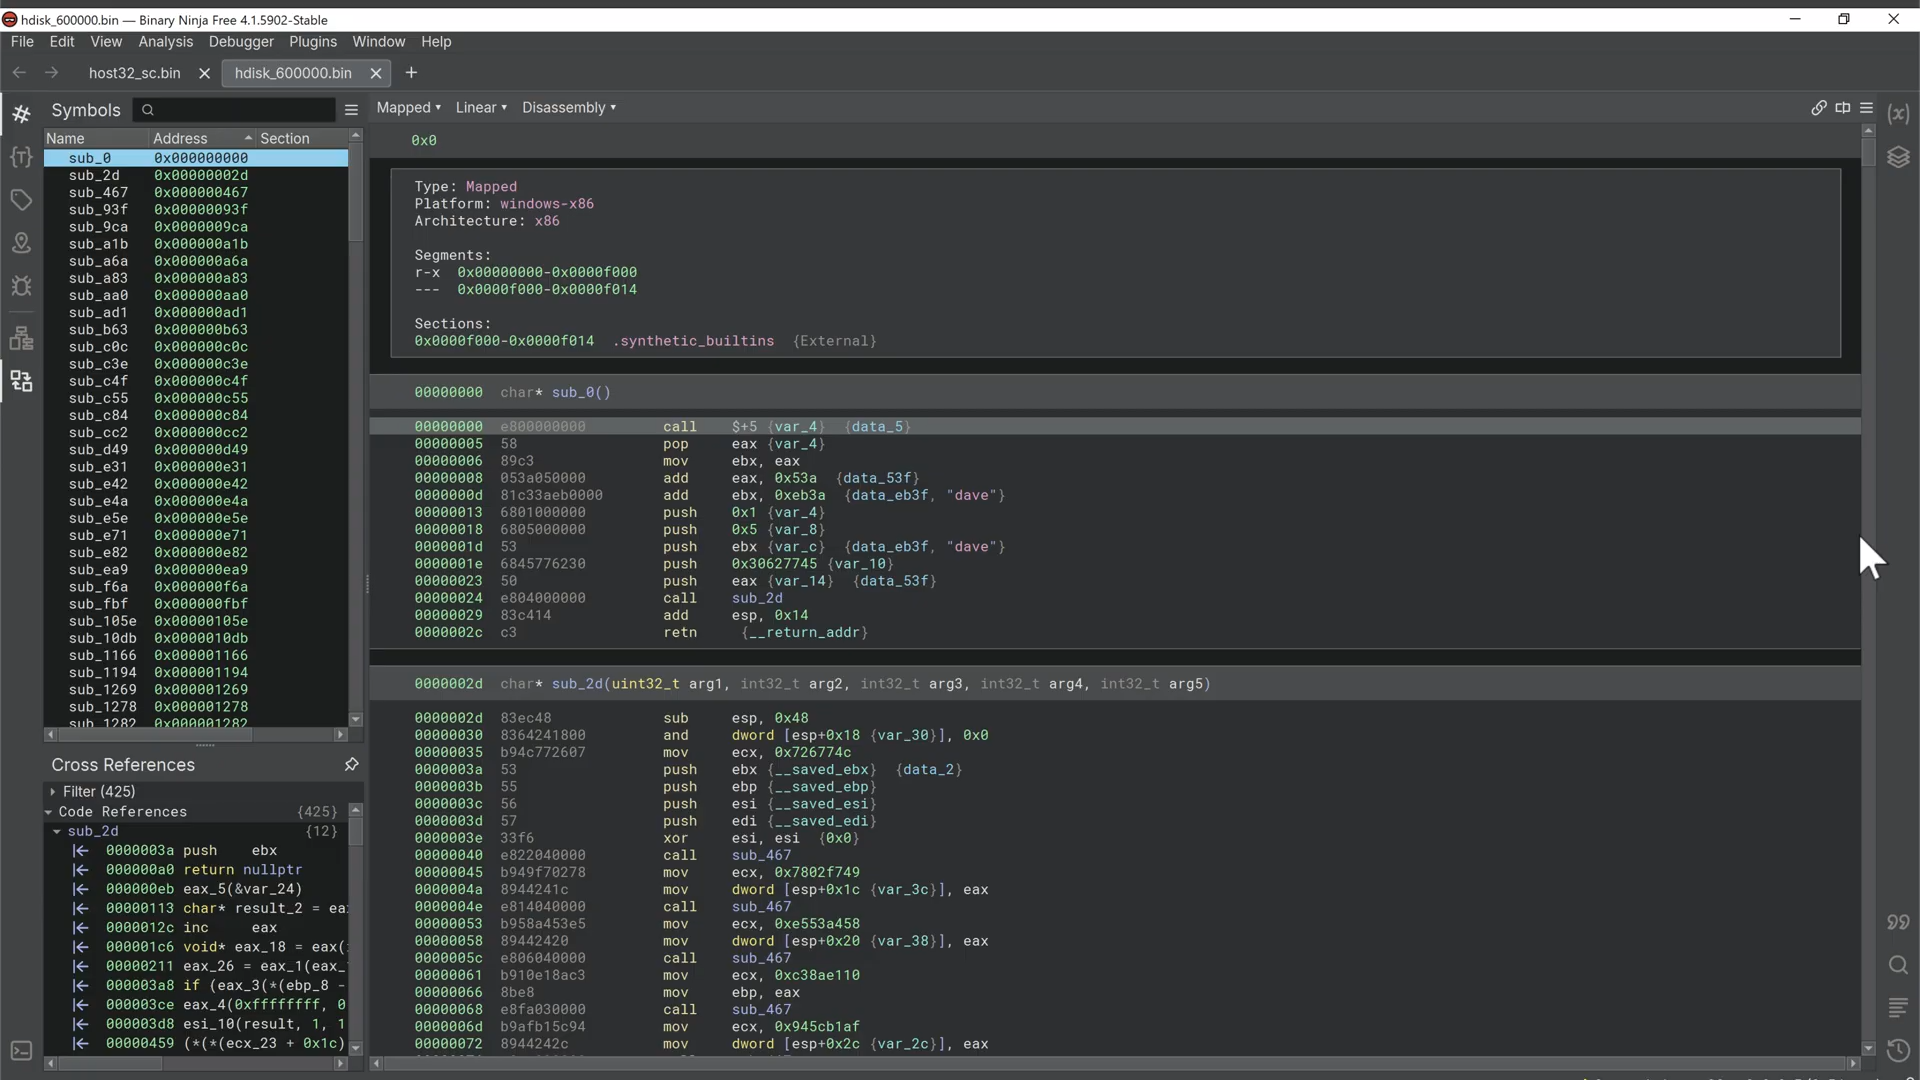 hdisk_600000.bin — Binary Ninja Free 4.1.5902-Stable
File Edit View Analysis Debugger Plugins Window Help
host32_sc.bin hdisk_600000.bin
Symbols
Name Address Section
sub_0 0x000000000
sub_2d 0x00000002d
sub_467 0x000000467
sub_93f 0x00000093f
sub_9ca 0x0000009ca
sub_a1b 0x000000a1b
sub_a6a 0x000000a6a
sub_a83 0x000000a83
sub_aa0 0x000000aa0
sub_ad1 0x000000ad1
sub_b63 0x000000b63
sub_c0c 0x000000c0c
sub_c3e 0x000000c3e
sub_c4f 0x000000c4f
sub_c55 0x000000c55
sub_c84 0x000000c84
sub_cc2 0x000000cc2
sub_d49 0x000000d49
sub_e31 0x000000e31
sub_e42 0x000000e42
sub_e4a 0x000000e4a
sub_e5e 0x000000e5e
sub_e71 0x000000e71
sub_e82 0x000000e82
sub_ea9 0x000000ea9
sub_f6a 0x000000f6a
sub_fbf 0x000000fbf
sub_105e 0x00000105e
sub_10db 0x0000010db
sub_1166 0x000001166
sub_1194 0x000001194
sub_1269 0x000001269
sub_1278 0x000001278
sub_1282 0x000001282
Cross References
Filter (425)
Code References {425}
sub_2d {12}
0000003a push ebx
000000a0 return nullptr
000000eb eax_5(&var_24)
00000113 char* result_2 = ea
0000012c inc eax
000001c6 void* eax_18 = eax(
00000211 eax_26 = eax_1(eax_
000003a8 if (eax_3(*(ebp_8 -
000003ce eax_4(0xffffffff, 0
000003d8 esi_10(result, 1, 1
00000459 (*(*(ecx_23 + 0x1c)
Mapped Linear Disassembly
0x0
Type: Mapped
Platform: windows-x86
Architecture: x86
Segments:
r-x 0x00000000-0x0000f000
--- 0x0000f000-0x0000f014
Sections:
0x0000f000-0x0000f014 .synthetic_builtins {External}
00000000 char* sub_0()
00000000 e800000000 call $+5 {var_4} {data_5}
00000005 58 pop eax {var_4}
00000006 89c3 mov ebx, eax
00000008 053a050000 add eax, 0x53a {data_53f}
0000000d 81c33aeb0000 add ebx, 0xeb3a {data_eb3f, "dave"}
00000013 6801000000 push 0x1 {var_4}
00000018 6805000000 push 0x5 {var_8}
0000001d 53 push ebx {var_c} {data_eb3f, "dave"}
0000001e 6845776230 push 0x30627745 {var_10}
00000023 50 push eax {var_14} {data_53f}
00000024 e804000000 call sub_2d
00000029 83c414 add esp, 0x14
0000002c c3 retn {__return_addr}
0000002d char* sub_2d(uint32_t arg1, int32_t arg2, int32_t arg3, int32_t arg4, int32_t arg5)
0000002d 83ec48 sub esp, 0x48
00000030 8364241800 and dword [esp+0x18 {var_30}], 0x0
00000035 b94c772607 mov ecx, 0x726774c
0000003a 53 push ebx {__saved_ebx} {data_2}
0000003b 55 push ebp {__saved_ebp}
0000003c 56 push esi {__saved_esi}
0000003d 57 push edi {__saved_edi}
0000003e 33f6 xor esi, esi {0x0}
00000040 e822040000 call sub_467
00000045 b949f70278 mov ecx, 0x7802f749
0000004a 8944241c mov dword [esp+0x1c {var_3c}], eax
0000004e e814040000 call sub_467
00000053 b958a453e5 mov ecx, 0xe553a458
00000058 89442420 mov dword [esp+0x20 {var_38}], eax
0000005c e806040000 call sub_467
00000061 b910e18ac3 mov ecx, 0xc38ae110
00000066 8be8 mov ebp, eax
00000068 e8fa030000 call sub_467
0000006d b9afb15c94 mov ecx, 0x945cb1af
00000072 8944242c mov dword [esp+0x2c {var_2c}], eax